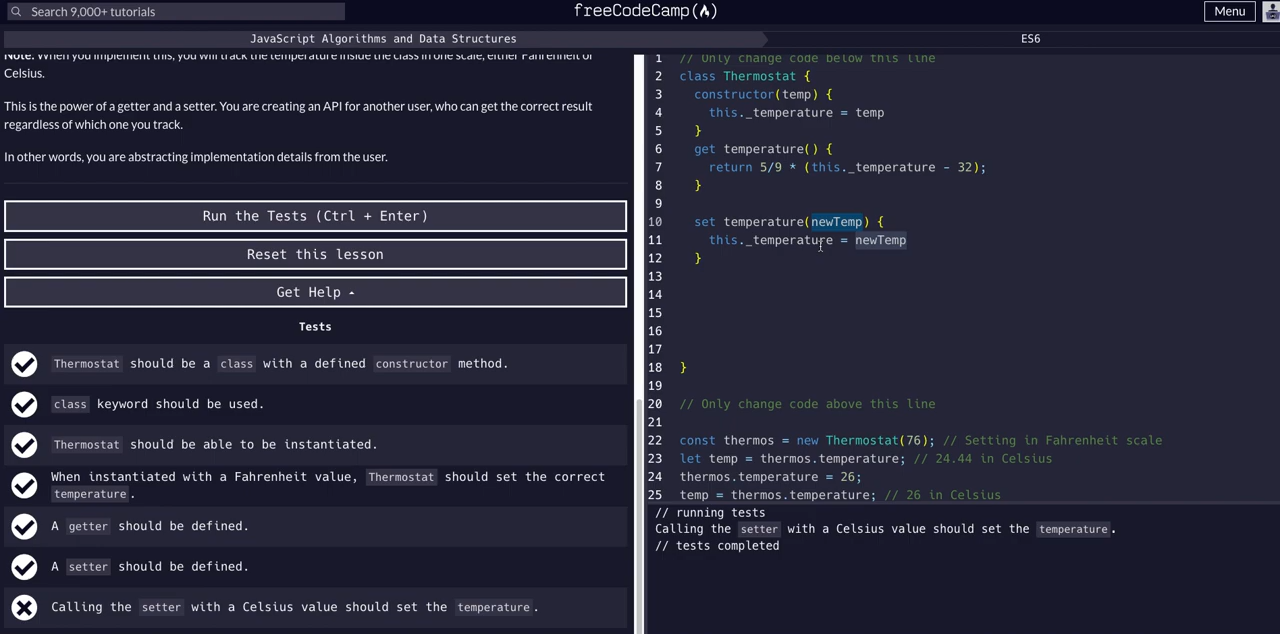 Search 9,000+ tutorials
freeCodeCamp(🔥)
Menu
JavaScript Algorithms and Data Structures
ES6
Note: When you implement this, you will track the temperature inside the class in one scale, either Fahrenheit or
Celsius.
This is the power of a getter and a setter. You are creating an API for another user, who can get the correct result
regardless of which one you track.
In other words, you are abstracting implementation details from the user.
Run the Tests (Ctrl + Enter)
Reset this lesson
Get Help
Tests
Thermostat should be a class with a defined constructor method.
class keyword should be used.
Thermostat should be able to be instantiated.
When instantiated with a Fahrenheit value, Thermostat should set the correct
temperature.
A getter should be defined.
A setter should be defined.
Calling the setter with a Celsius value should set the temperature.
1 // Only change code below this line
2 class Thermostat {
3 constructor(temp) {
4 this._temperature = temp
5 }
6 get temperature() {
7 return 5/9 * (this._temperature - 32);
8 }
9
10 set temperature(newTemp) {
11 this._temperature = newTemp
12 }
13
14
15
16
17
18 }
19
20 // Only change code above this line
21
22 const thermos = new Thermostat(76); // Setting in Fahrenheit scale
23 let temp = thermos.temperature; // 24.44 in Celsius
24 thermos.temperature = 26;
25 temp = thermos.temperature; // 26 in Celsius
// running tests
Calling the setter with a Celsius value should set the temperature.
// tests completed